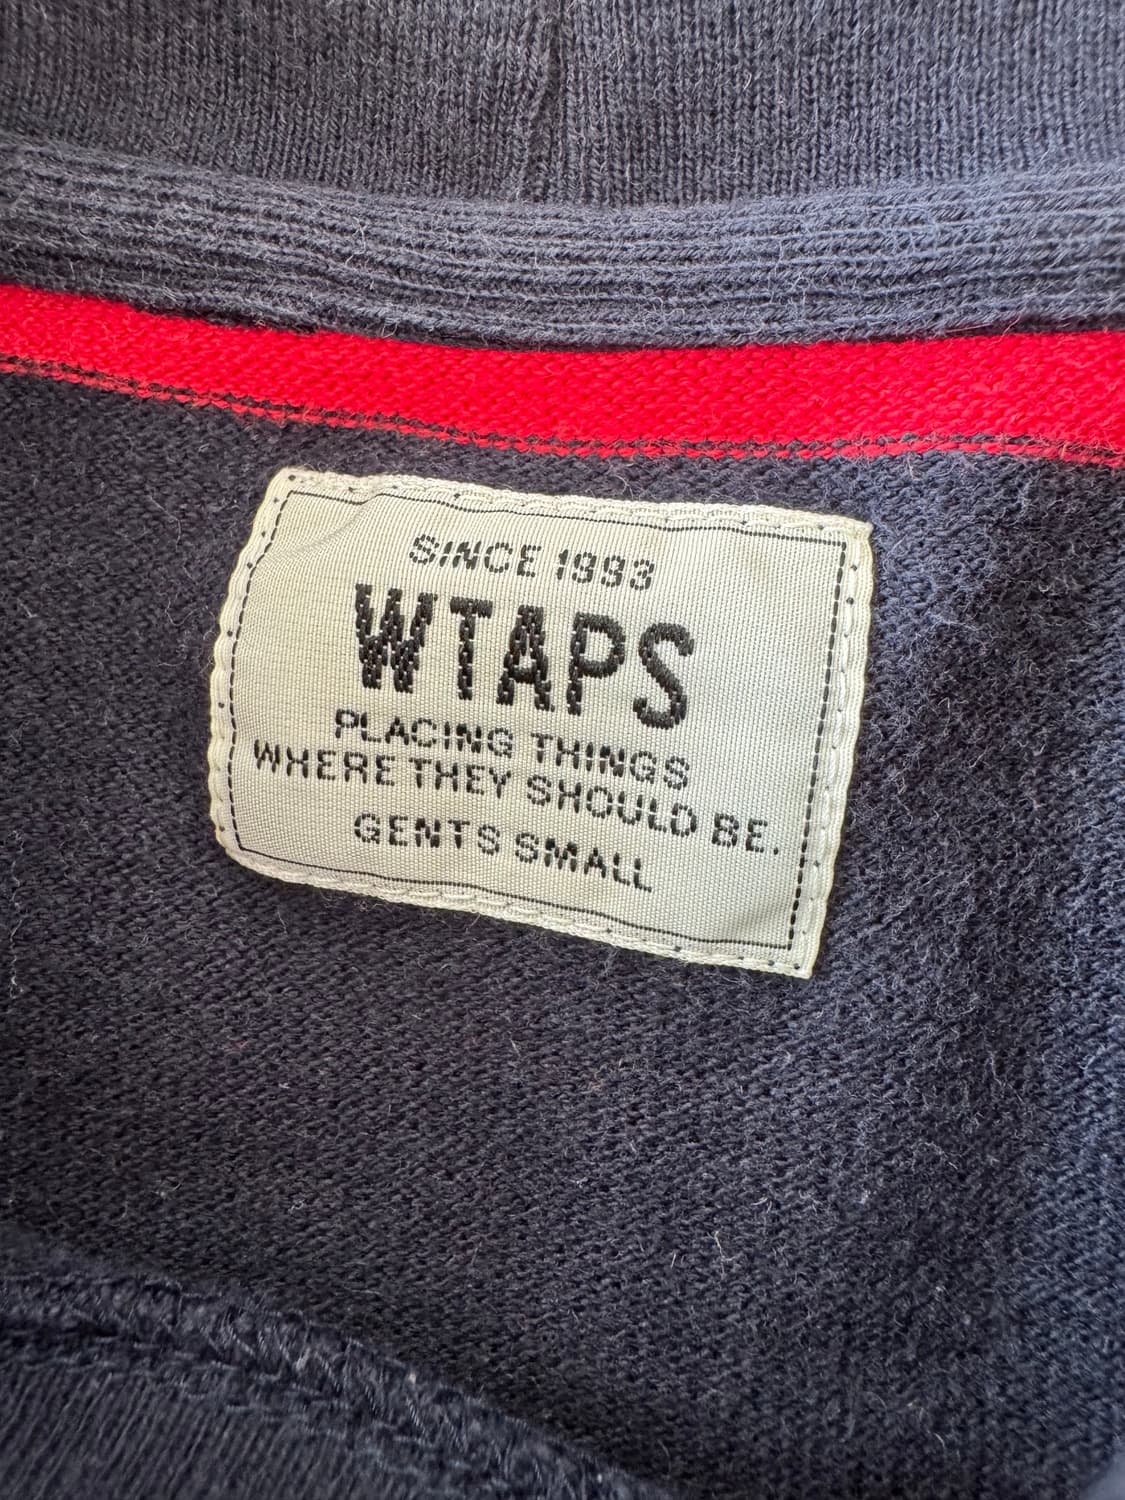 SINCE 1993
WTAPS
PLACING THINGS
WHERE THEY SHOULD BE.
GENTS SMALL